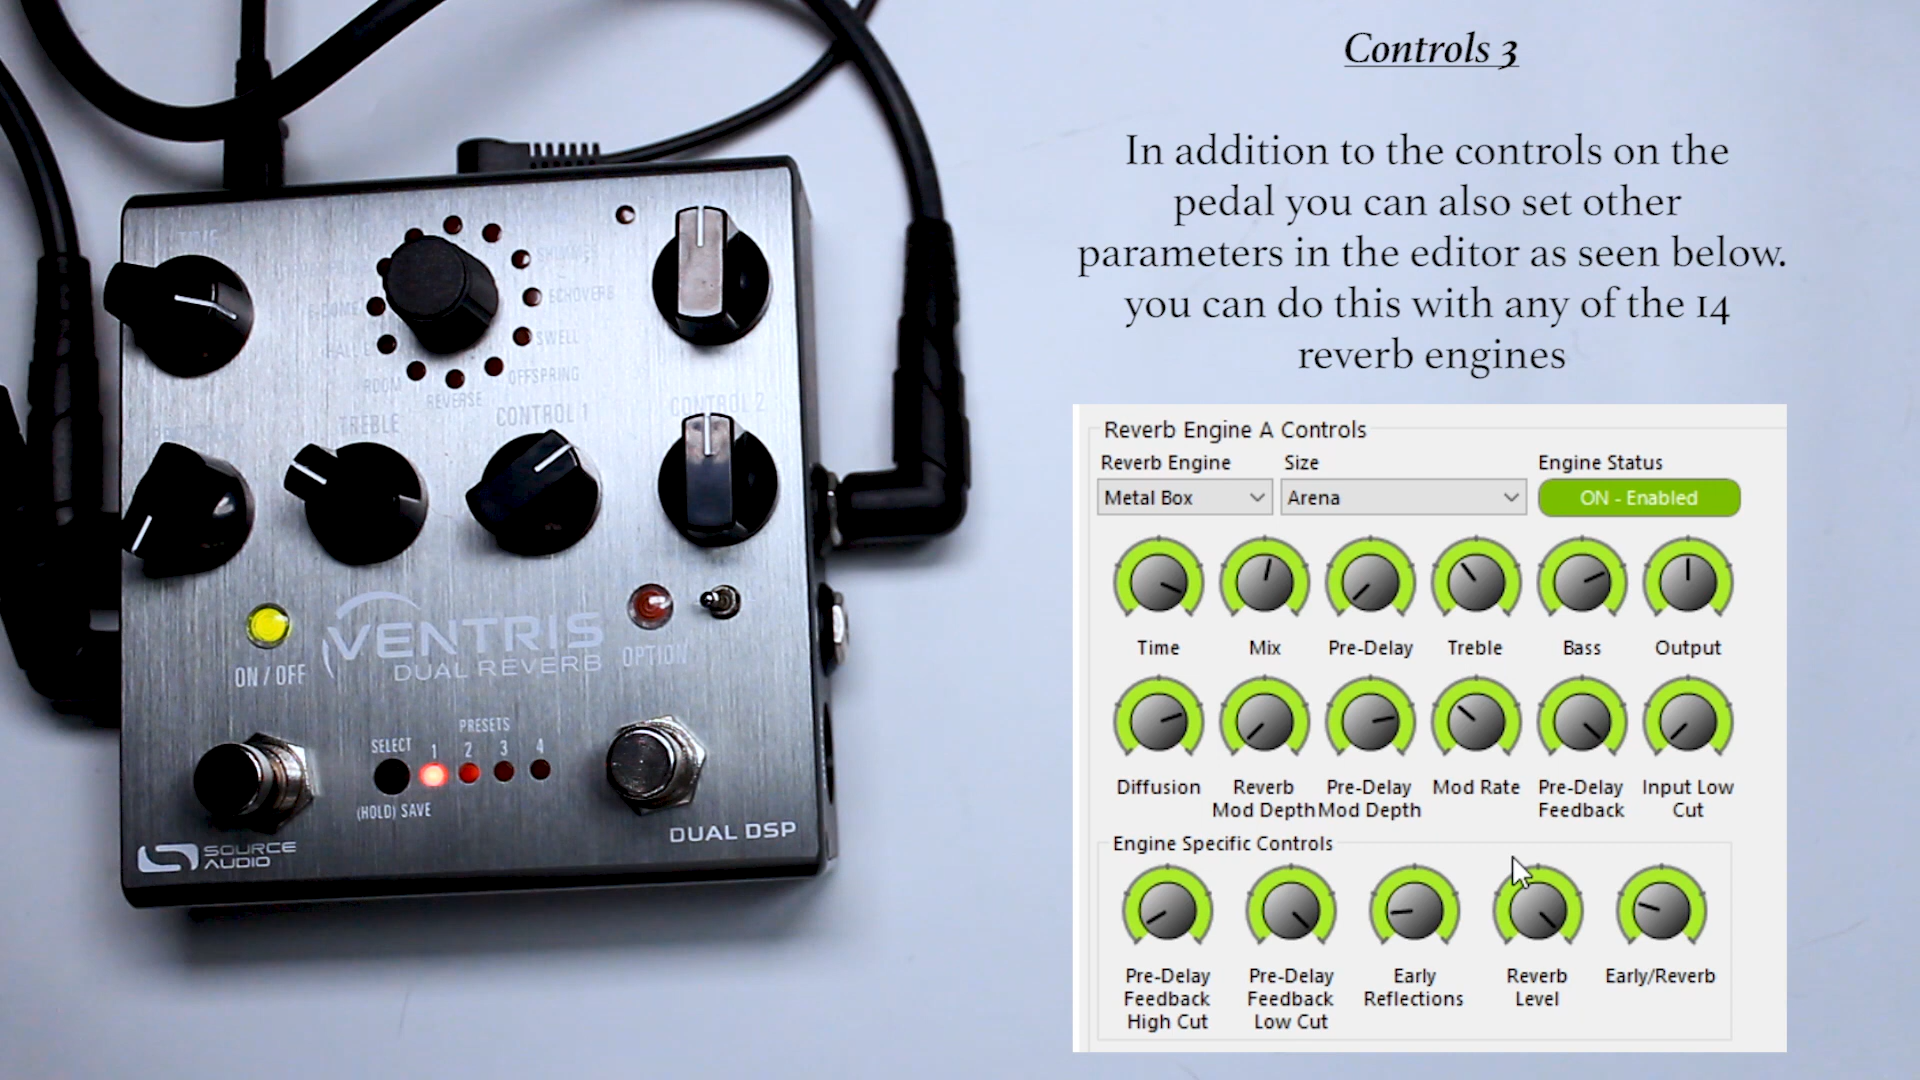 Controls 3
In addition to the controls on the
pedal you can also set other
parameters in the editor as seen below.
you can do this with any of the 14
reverb engines
TIME
SHIMMER
E-DOME
ECHOVERB
HALL L
SWELL
ROOM
OFFSPRING
REVERSE
TREBLE
CONTROL 1
CONTROL 2
VENTRIS
DUAL REVERB
ON / OFF
OPTION
PRESETS
SELECT 1 2 3 4
(HOLD) SAVE
SOURCE
AUDIO
DUAL DSP
Reverb Engine A Controls
Reverb Engine Size Engine Status
Metal Box Arena ON - Enabled
Time Mix Pre-Delay Treble Bass Output
Diffusion Reverb Pre-Delay Mod Rate Pre-Delay Input Low
Mod Depth Mod Depth Feedback Cut
Engine Specific Controls
Pre-Delay Pre-Delay Early Reverb Early/Reverb
Feedback Feedback Reflections Level
High Cut Low Cut